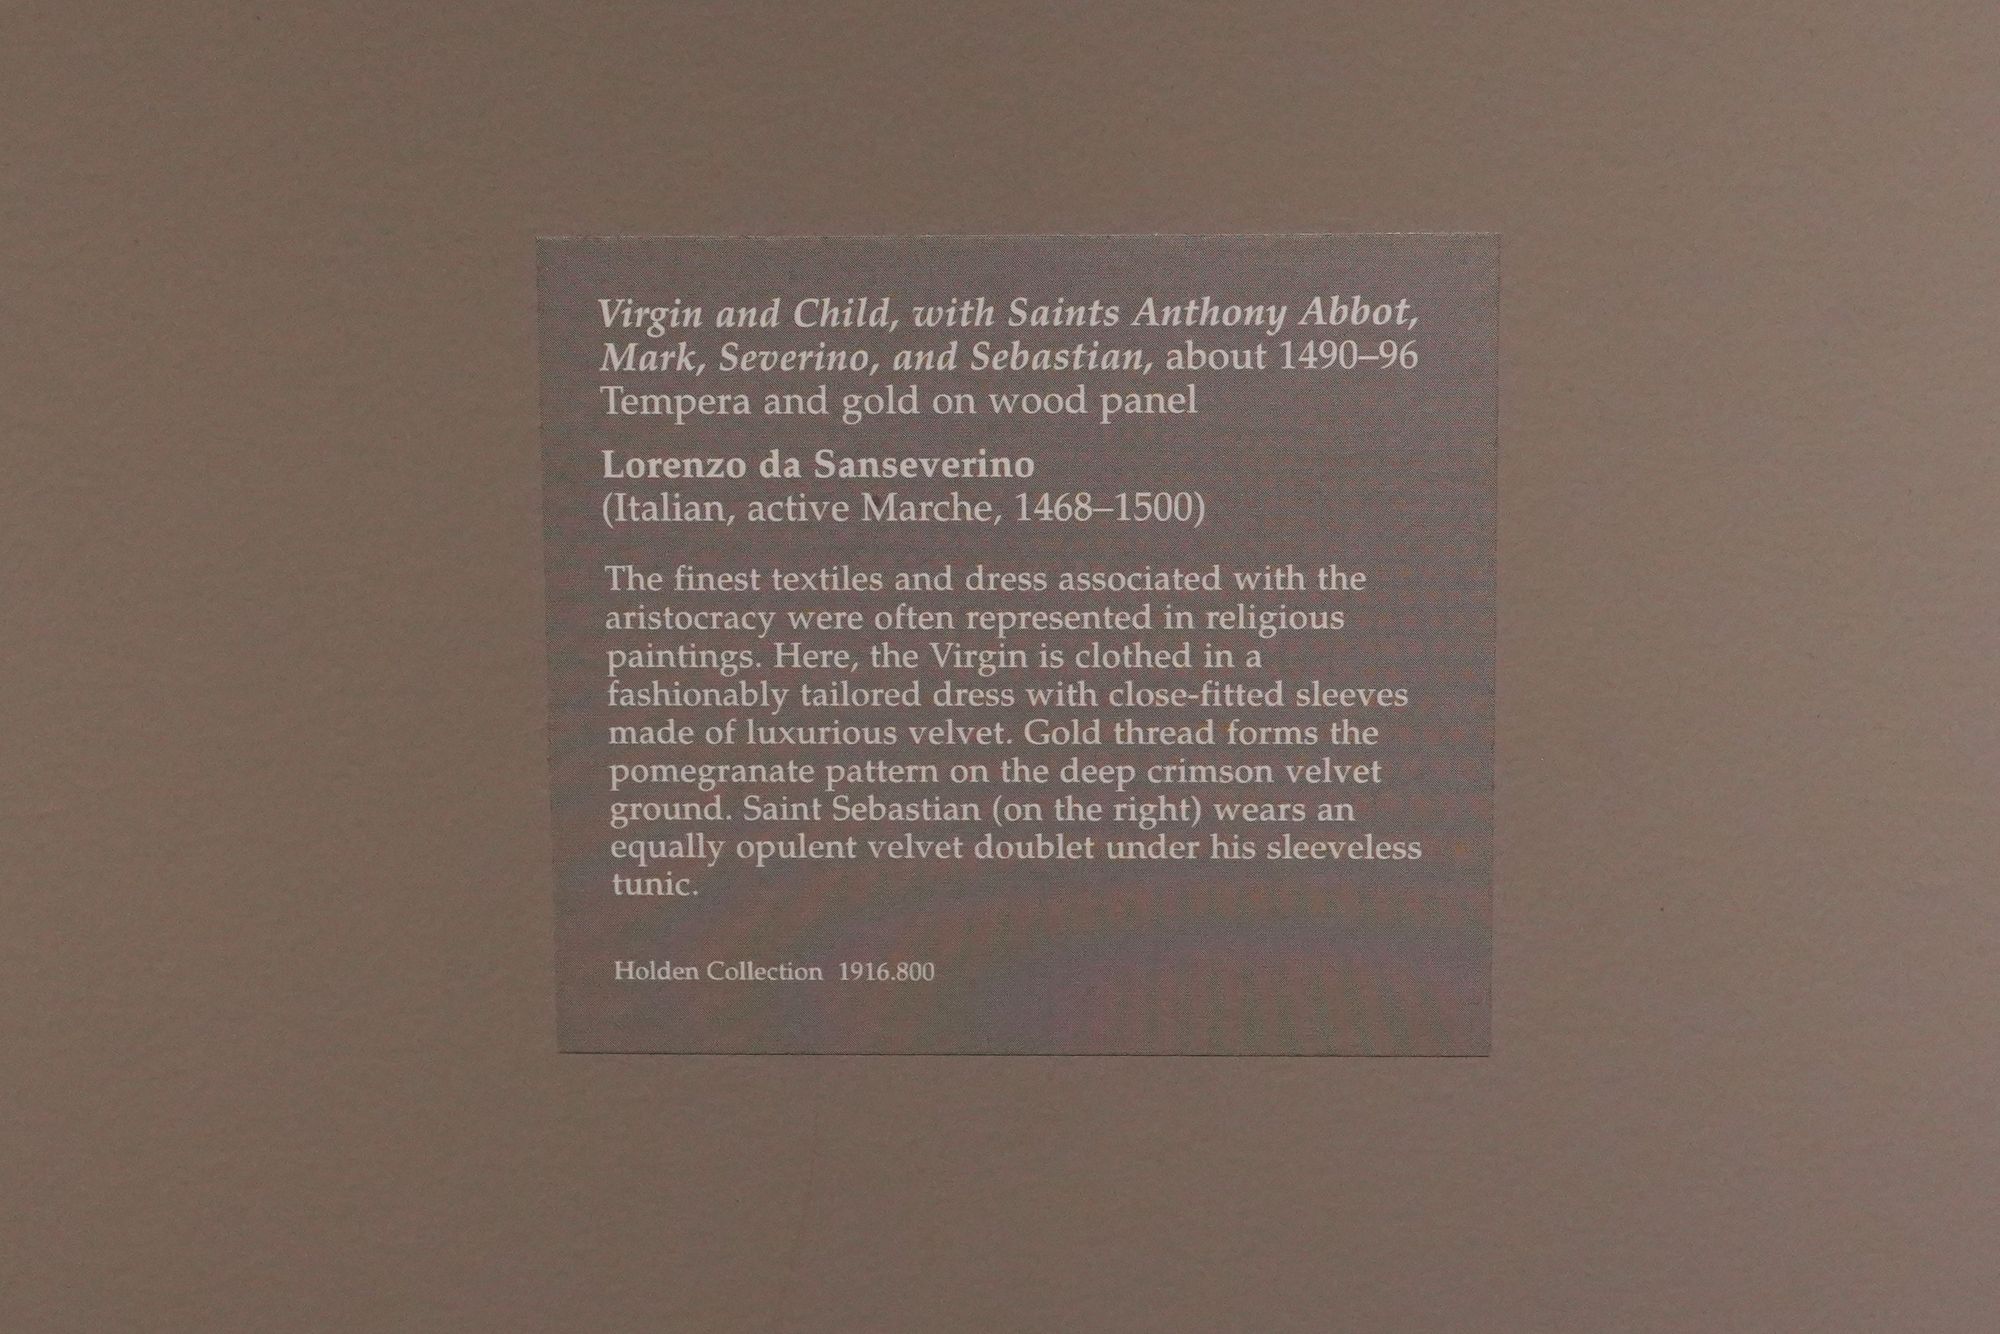 Virgin and Child, with Saints Anthony Abbot,
Mark, Severino, and Sebastian, about 1490–96
Tempera and gold on wood panel
Lorenzo da Sanseverino
(Italian, active Marche, 1468–1500)
The finest textiles and dress associated with the
aristocracy were often represented in religious
paintings. Here, the Virgin is clothed in a
fashionably tailored dress with close-fitted sleeves
made of luxurious velvet. Gold thread forms the
pomegranate pattern on the deep crimson velvet
ground. Saint Sebastian (on the right) wears an
equally opulent velvet doublet under his sleeveless
tunic.
Holden Collection 1916.800